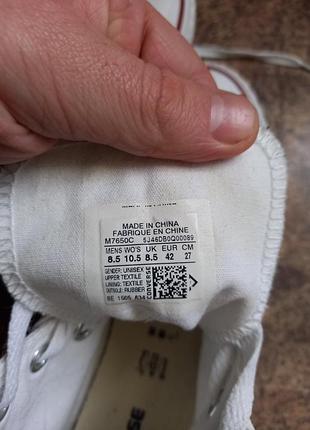 MADE IN CHINA
FABRIQUE EN CHINE
M7650C 5J46DB0Q00089
MENS WO'S UK EUR CM
8.5 10.5 8.5 42 27
GENDER: UNISEX
UPPER: TEXTILE
LINING: TEXTILE
OUTSOLE: RUBBER
CONVERSE